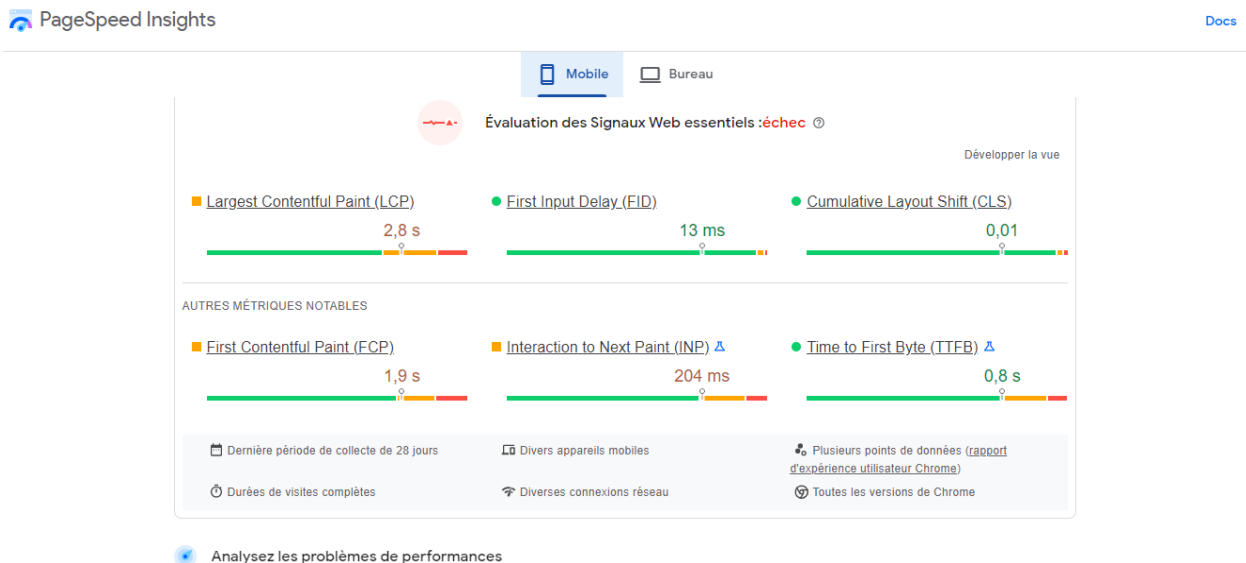 PageSpeed Insights
Docs
Mobile
Bureau
Évaluation des Signaux Web essentiels :échec
Développer la vue
Largest Contentful Paint (LCP)
2,8 s
First Input Delay (FID)
13 ms
Cumulative Layout Shift (CLS)
0,01
AUTRES MÉTRIQUES NOTABLES
First Contentful Paint (FCP)
1,9 s
Interaction to Next Paint (INP)
204 ms
Time to First Byte (TTFB)
0,8 s
Dernière période de collecte de 28 jours
Divers appareils mobiles
Plusieurs points de données (rapport
d'expérience utilisateur Chrome)
Durées de visites complètes
Diverses connexions réseau
Toutes les versions de Chrome
Analysez les problèmes de performances